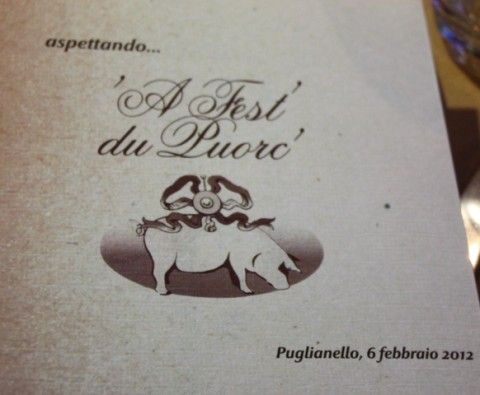 aspettando...
'A Fest'
du Puorc'
Puglianello, 6 febbraio 2012